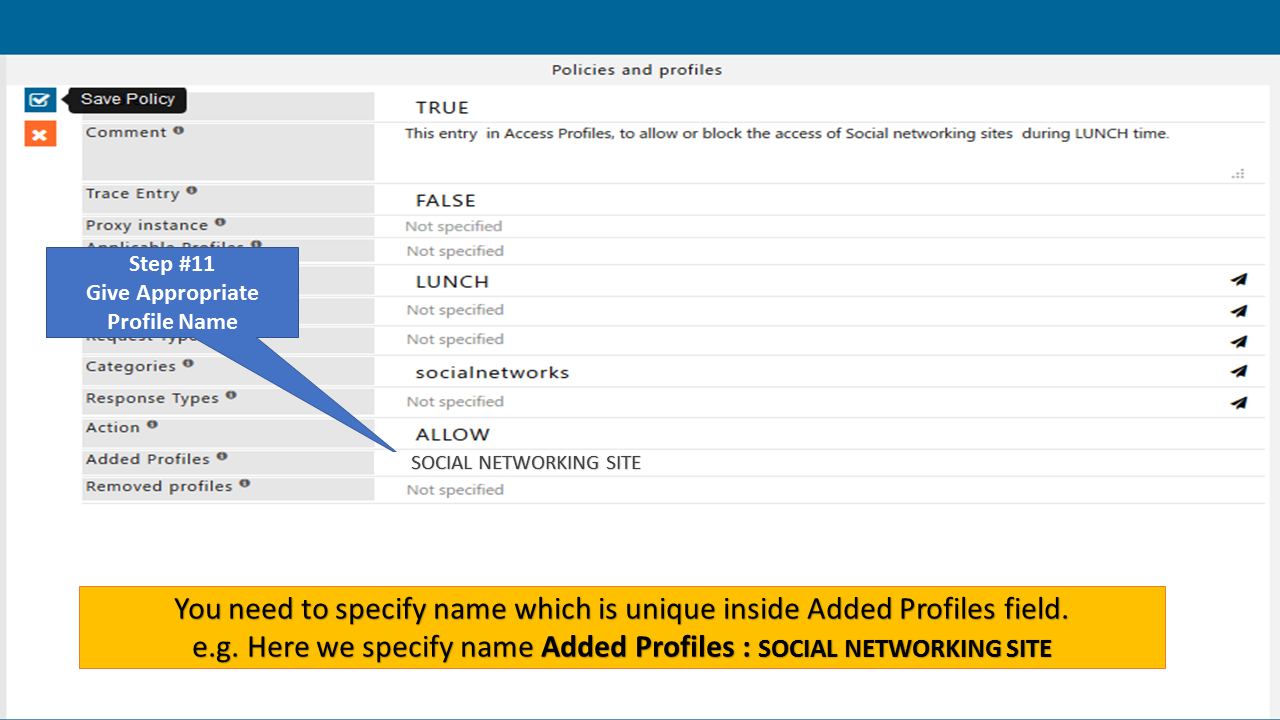 Policies and profiles
Save Policy
TRUE
Comment
This entry in Access Profiles, to allow or block the access of Social networking sites during LUNCH time.
Trace Entry
FALSE
Proxy instance
Not specified
Applicable Profiles
Not specified
Step #11
Give Appropriate
Profile Name
LUNCH
Not specified
Request Type
Not specified
Categories
socialnetworks
Response Types
Not specified
Action
ALLOW
Added Profiles
SOCIAL NETWORKING SITE
Removed profiles
Not specified
You need to specify name which is unique inside Added Profiles field.
e.g. Here we specify name Added Profiles : SOCIAL NETWORKING SITE